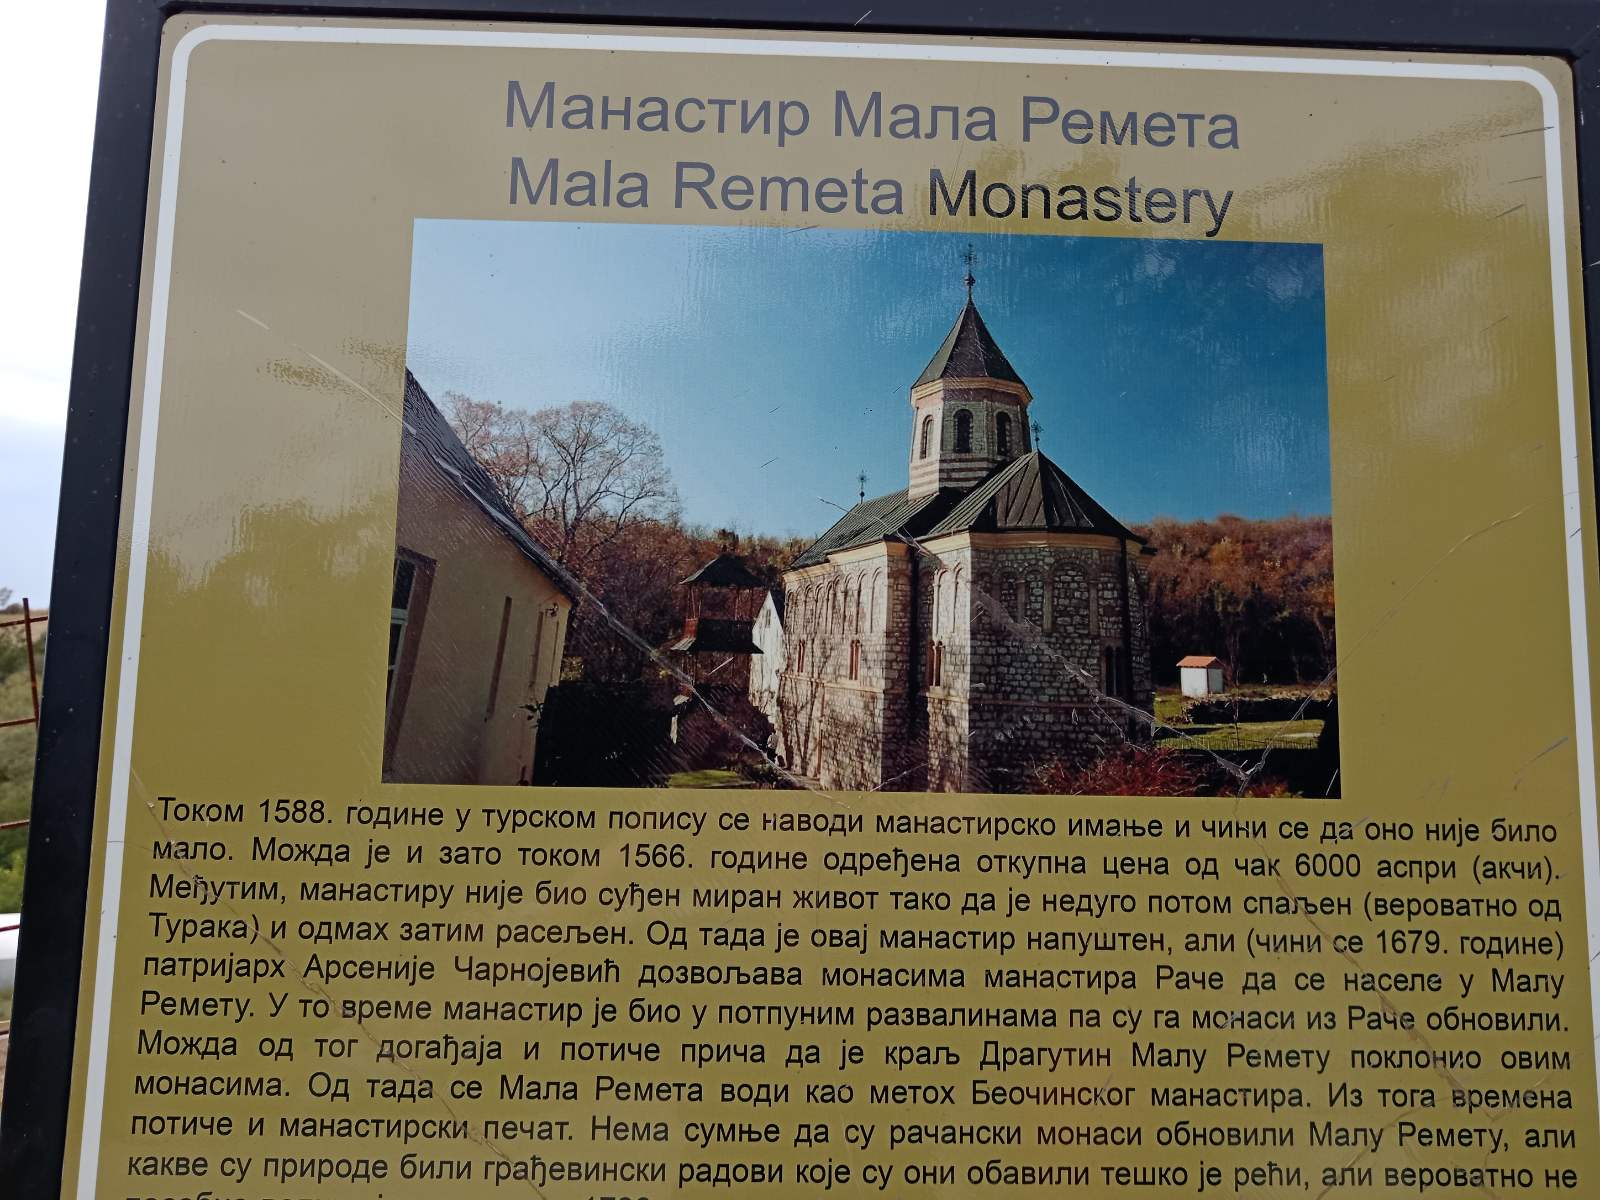 Манастир Мала Ремета
Mala Remeta Monastery
Током 1588. године у турском попису се наводи манастирско имање и чини се да оно није било
мало. Можда је и зато током 1566. године одређена откупна цена од чак 6000 аспри (акчи).
Међутим, манастиру није био суђен миран живот тако да је недуго потом спаљен (вероватно од
Турака) и одмах затим расељен. Од тада је овај манастир напуштен, али (чини се 1679. године)
патријарх Арсеније Чарнојевић дозвољава монасима манастира Раче да се населе у Малу
Ремету. У то време манастир је био у потпуним развалинама па су га монаси из Раче обновили.
Можда од тог догађаја и потиче прича да је краљ Драгутин Малу Ремету поклонио овим
монасима. Од тада се Мала Ремета води као метох Беочинског манастира. Из тога времена
потиче и манастирски печат. Нема сумње да су рачански монаси обновили Малу Ремету, али
какве су природе били грађевински радови које су они обавили тешко је рећи, али вероватно не